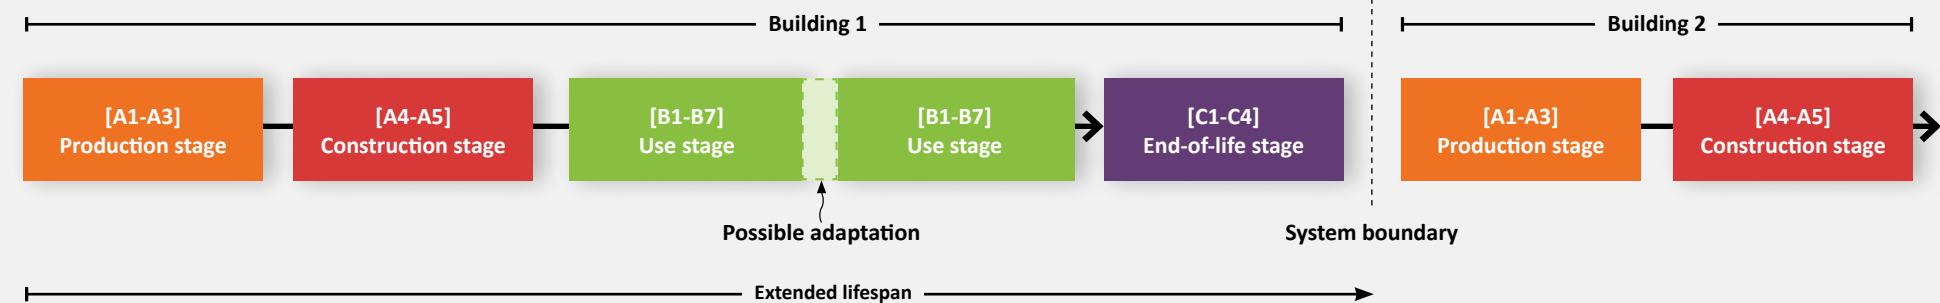 Building 1
Building 2
[A1-A3]
Production stage
[A4-A5]
Construction stage
[B1-B7]
Use stage
[B1-B7]
Use stage
[C1-C4]
End-of-life stage
[A1-A3]
Production stage
[A4-A5]
Construction stage
Possible adaptation
System boundary
Extended lifespan